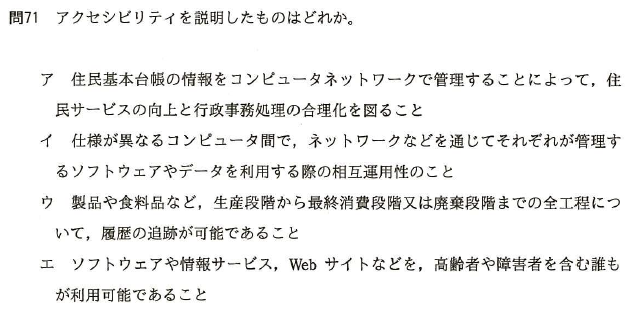 問71 アクセシビリティを説明したものはどれか。
ア 住民基本台帳の情報をコンピュータネットワークで管理することによって，住
民サービスの向上と行政事務処理の合理化を図ること
イ 仕様が異なるコンピュータ間で，ネットワークなどを通じてそれぞれが管理す
るソフトウェアやデータを利用する際の相互運用性のこと
ウ 製品や食料品など，生産段階から最終消費段階又は廃棄段階までの全工程につ
いて，履歴の追跡が可能であること
エ ソフトウェアや情報サービス，Web サイトなどを，高齢者や障害者を含む誰も
が利用可能であること